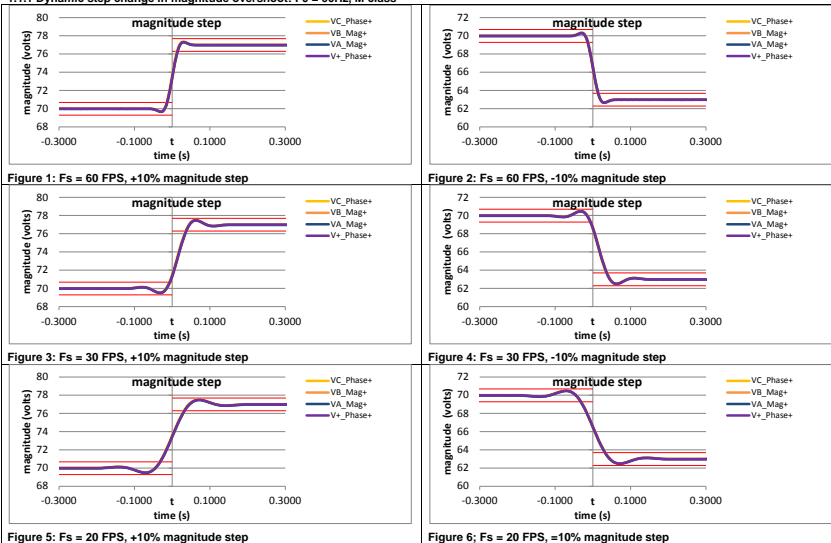 Dynamic step change in magnitude overshoot: = 60Hz, M class
magnitude step
magnitude (volts)
80
78
76
74
72
70
68
-0.3000
-0.1000
t
0.1000
0.3000
time (s)
VC_Phase+
VB_Mag+
VA_Mag+
V+_Phase+
Figure 1: Fs = 60 FPS, +10% magnitude step
magnitude step
magnitude (volts)
72
70
68
66
64
62
60
-0.3000
-0.1000
t
0.1000
0.3000
time (s)
VC_Phase+
VB_Mag+
VA_Mag+
V+_Phase+
Figure 2: Fs = 60 FPS, -10% magnitude step
magnitude step
magnitude (volts)
80
78
76
74
72
70
68
-0.3000
-0.1000
t
0.1000
0.3000
time (s)
VC_Phase+
VB_Mag+
VA_Mag+
V+_Phase+
Figure 3: Fs = 30 FPS, +10% magnitude step
magnitude step
magnitude (volts)
72
70
68
66
64
62
60
-0.3000
-0.1000
t
0.1000
0.3000
time (s)
VC_Phase+
VB_Mag+
VA_Mag+
V+_Phase+
Figure 4: Fs = 30 FPS, -10% magnitude step
magnitude step
magnitude (volts)
80
78
76
74
72
70
68
-0.3000
-0.1000
t
0.1000
0.3000
time (s)
VC_Phase+
VB_Mag+
VA_Mag+
V+_Phase+
Figure 5: Fs = 20 FPS, +10% magnitude step
magnitude step
magnitude (volts)
72
70
68
66
64
62
60
-0.3000
-0.1000
t
0.1000
0.3000
time (s)
VC_Phase+
VB_Mag+
VA_Mag+
V+_Phase+
Figure 6; Fs = 20 FPS, =10% magnitude step